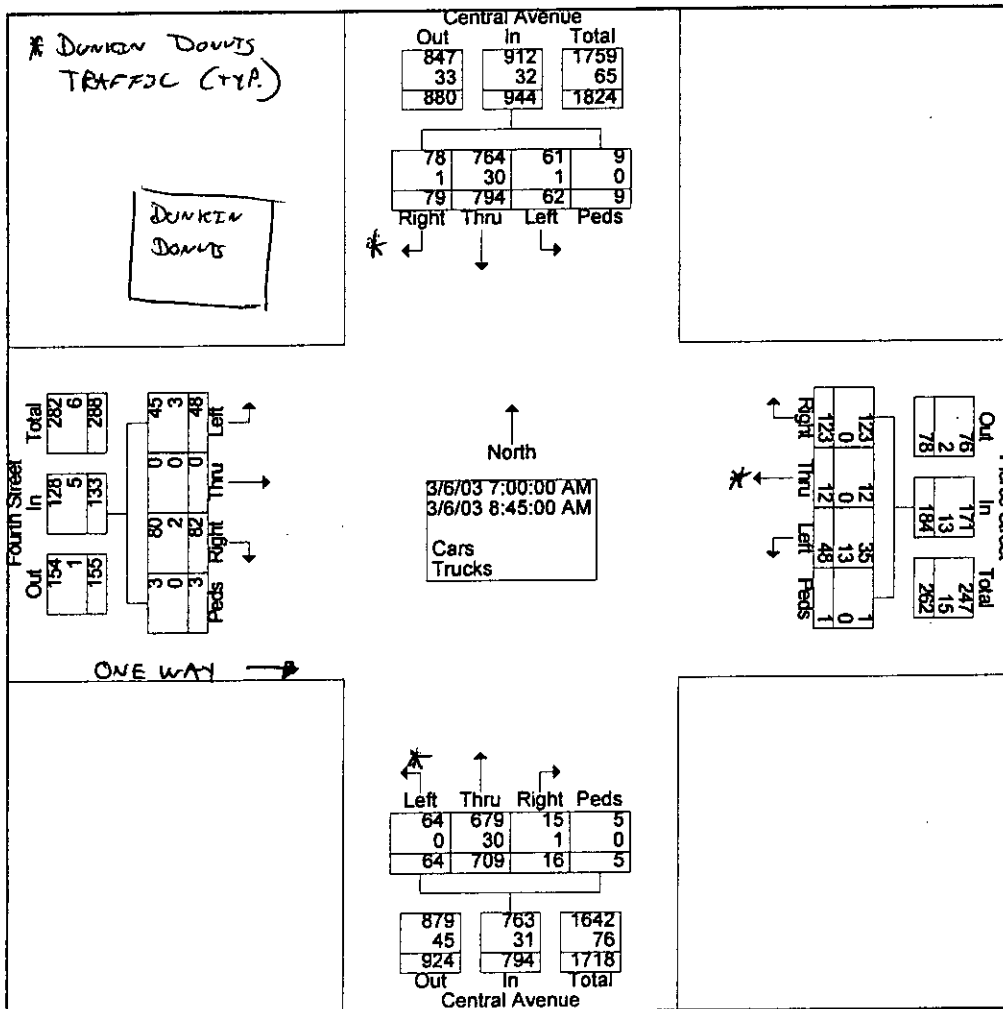 * DUNKIN DONUTS
TRAFFIC (TYP.)
DUNKIN
DONUTS
Central Avenue
Out In Total
847 912 1759
33 32 65
880 944 1824
78 764 61 9
1 30 1 0
79 794 62 9
Right Thru Left Peds
*
Fourth Street
Total In Out
282 128 154
6 5 1
288 133 155
45 0 80 3
3 0 2 0
48 0 82 3
Left Thru Right Peds
ONE WAY
North
3/6/03 7:00:00 AM
3/6/03 8:45:00 AM
Cars
Trucks
*
Right Thru Left Peds
123 12 48 1
0 0 13 0
123 12 35 1
Out In Total
76 171 247
2 13 15
78 184 262
*
Left Thru Right Peds
64 679 15 5
0 30 1 0
64 709 16 5
879 763 1642
45 31 76
924 794 1718
Out In Total
Central Avenue